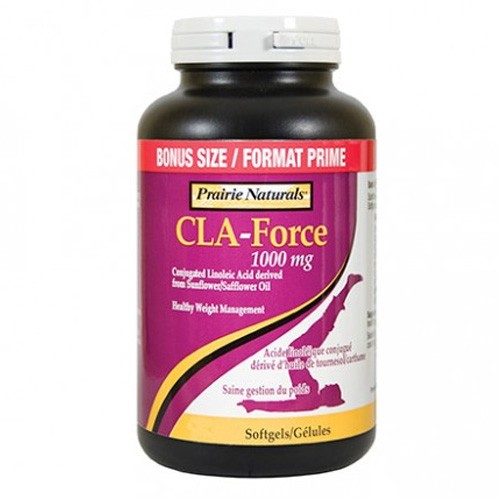 BONUS SIZE / FORMAT PRIME
Prairie Naturals
CLA-Force
1000 mg
Conjugated Linoleic Acid derived
from Sunflower/Safflower Oil
Healthy Weight Management
Acide linoléique conjugué
dérivé d'huile de tournesol/carthame
Saine gestion du poids
Softgels/Gélules